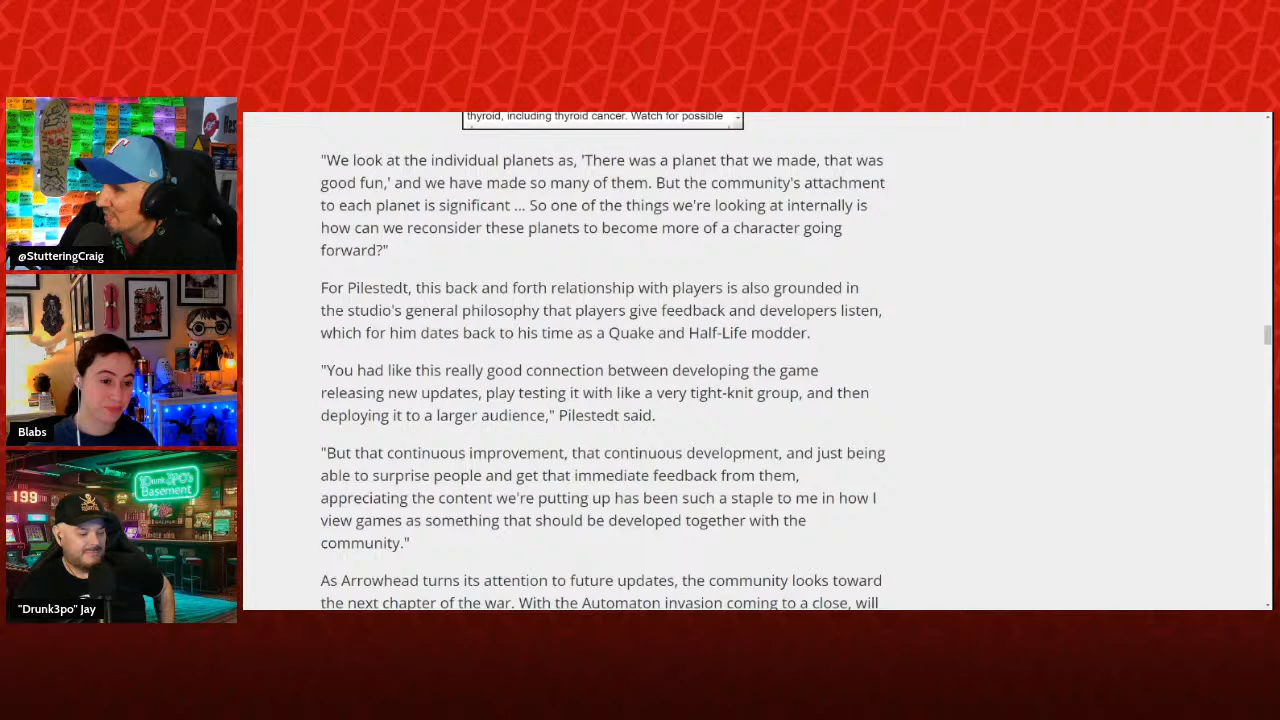 thyroid, including thyroid cancer. Watch for possible
"We look at the individual planets as, 'There was a planet that we made, that was
good fun,' and we have made so many of them. But the community's attachment
to each planet is significant ... So one of the things we're looking at internally is
how can we reconsider these planets to become more of a character going
forward?"
For Pilestedt, this back and forth relationship with players is also grounded in
the studio's general philosophy that players give feedback and developers listen,
which for him dates back to his time as a Quake and Half-Life modder.
"You had like this really good connection between developing the game
releasing new updates, play testing it with like a very tight-knit group, and then
deploying it to a larger audience," Pilestedt said.
"But that continuous improvement, that continuous development, and just being
able to surprise people and get that immediate feedback from them,
appreciating the content we're putting up has been such a staple to me in how I
view games as something that should be developed together with the
community."
As Arrowhead turns its attention to future updates, the community looks toward
the next chapter of the war. With the Automaton invasion coming to a close, will
@StutteringCraig
Blabs
199
Drunk3PO's
Basement
"Drunk3po" Jay